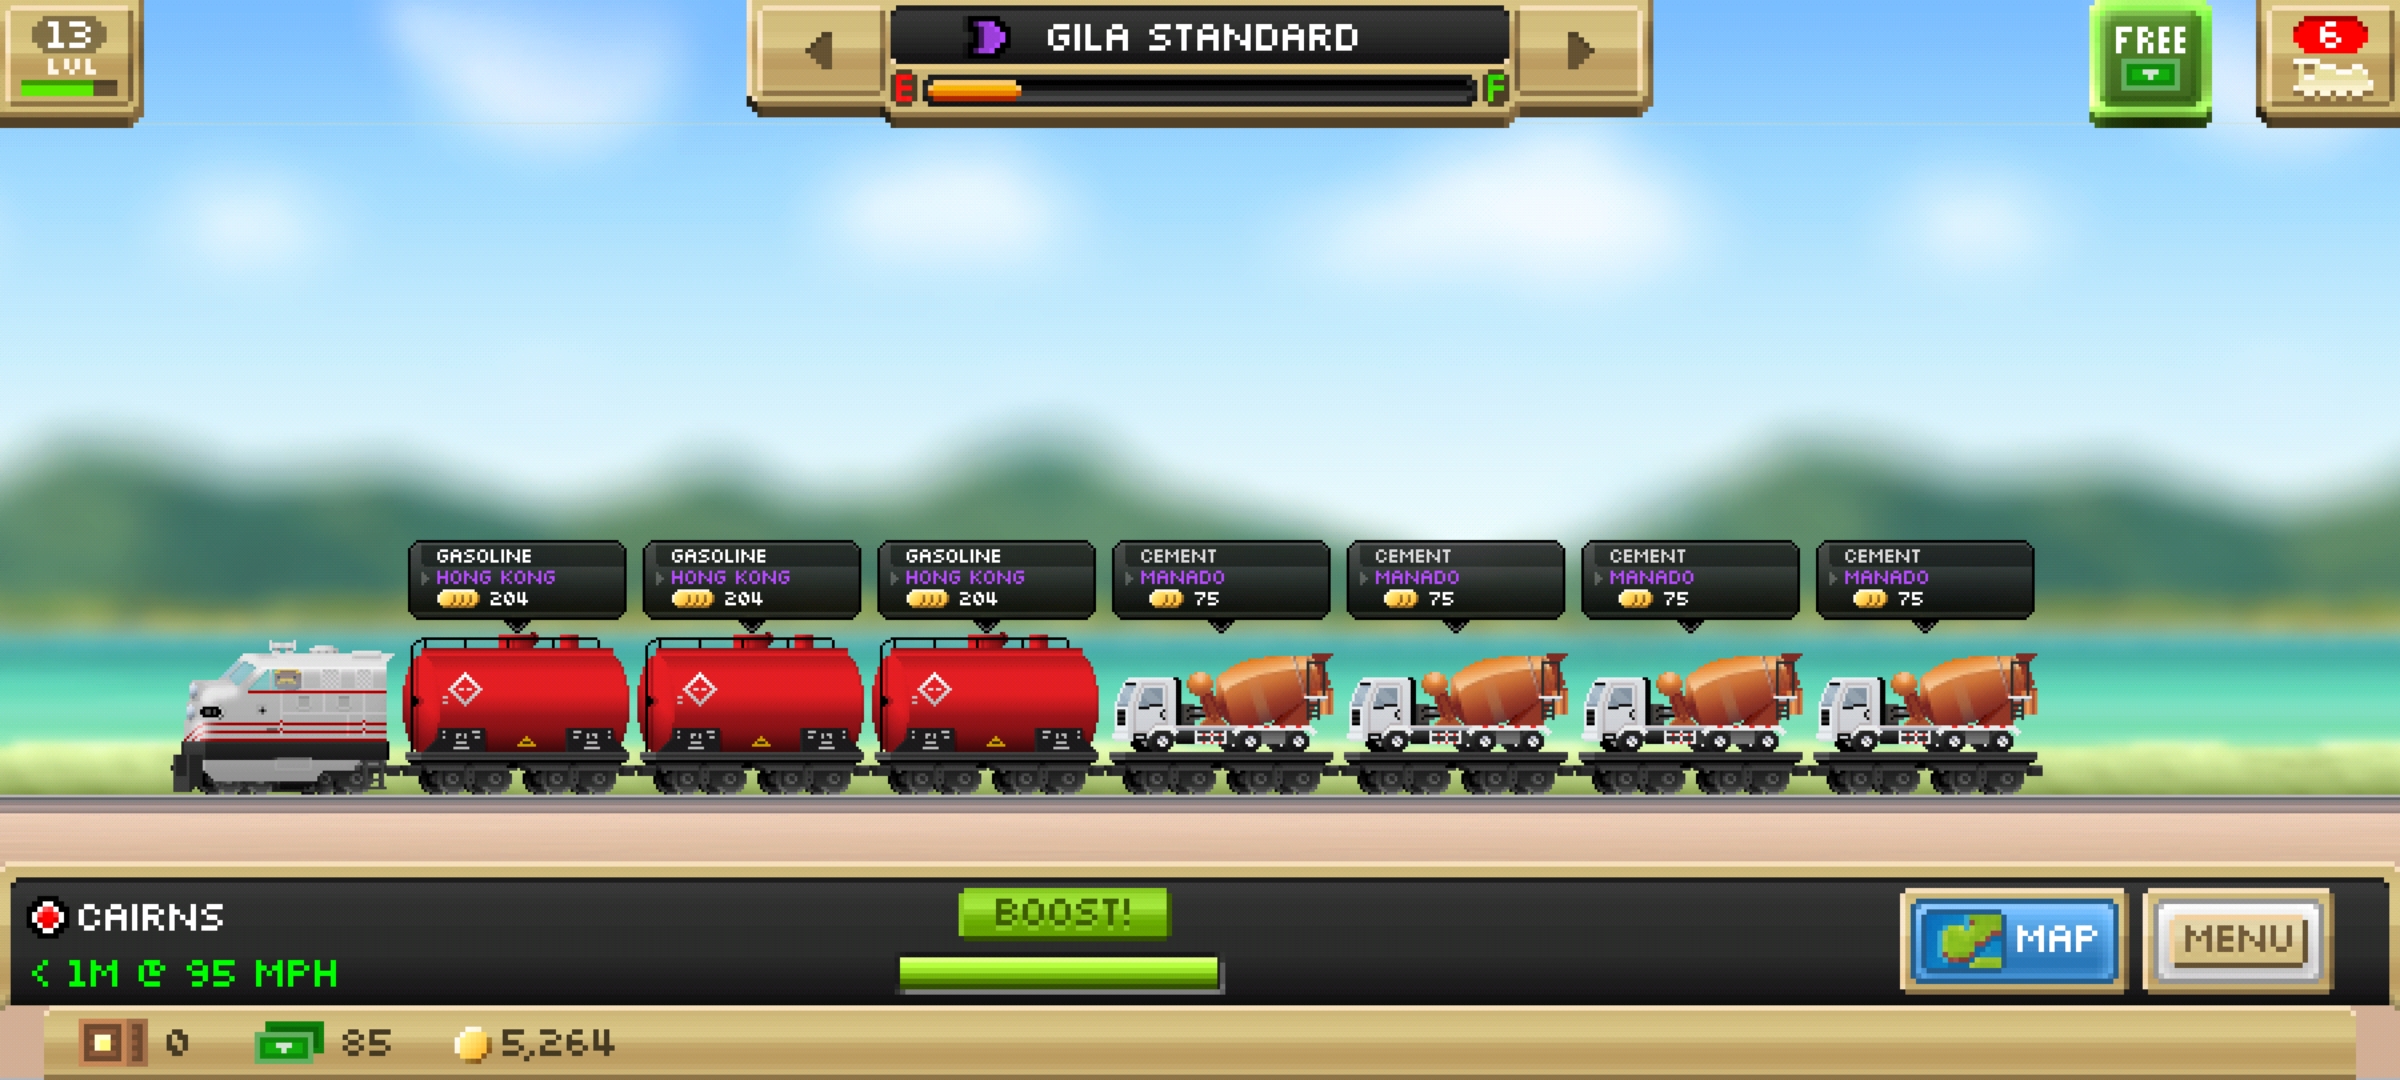 13
LVL
GILA STANDARD
E
F
FREE
6
GASOLINE
HONG KONG
204
GASOLINE
HONG KONG
204
GASOLINE
HONG KONG
204
CEMENT
MANADO
75
CEMENT
MANADO
75
CEMENT
MANADO
75
CEMENT
MANADO
75
CAIRNS
< 1M @ 95 MPH
BOOST!
MAP
MENU
0
85
5,264